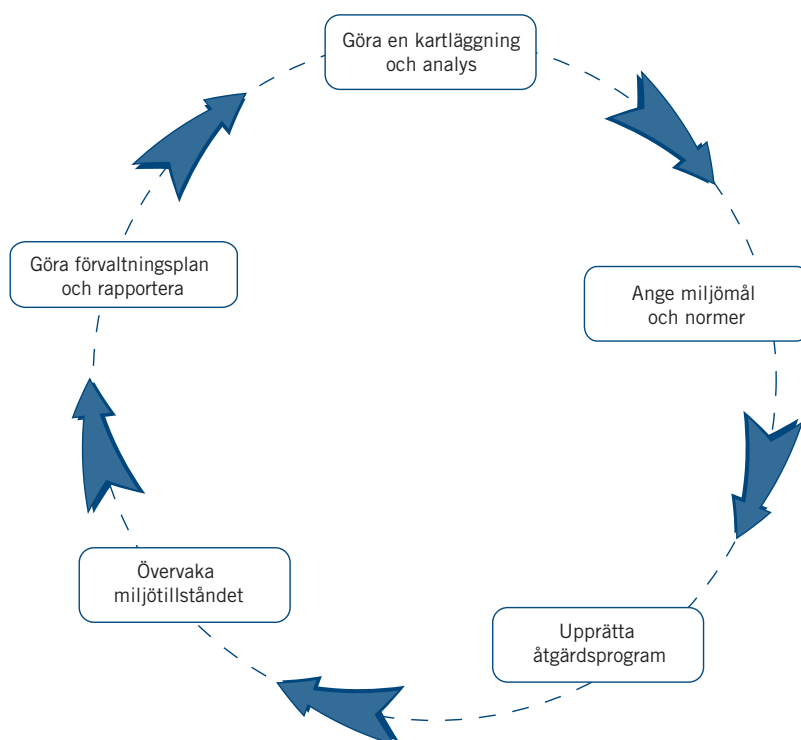 Göra en kartläggning
och analys
Ange miljömål
och normer
Upprätta
åtgärdsprogram
Övervaka
miljötillståndet
Göra förvaltningsplan
och rapportera